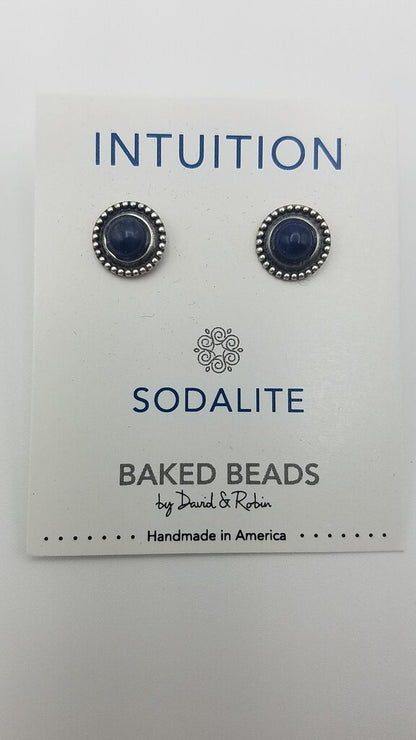 INTUITION
SODALITE
BAKED BEADS
by David & Robin
Handmade in America